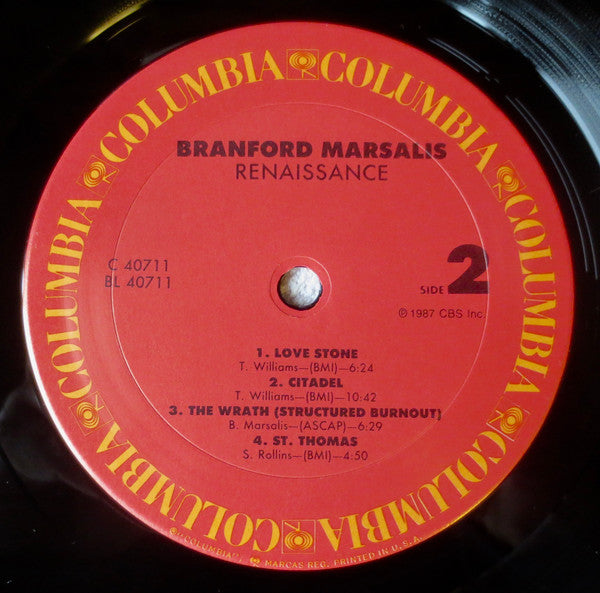 COLUMBIA COLUMBIA COLUMBIA COLUMBIA COLUMBIA COLUMBIA
BRANFORD MARSALIS
RENAISSANCE
C 40711
BL 40711
SIDE 2
℗ 1987 CBS Inc.
1. LOVE STONE
T. Williams—(BMI)—6:24
2. CITADEL
T. Williams—(BMI)—10:42
3. THE WRATH (STRUCTURED BURNOUT)
B. Marsalis—(ASCAP)—6:29
4. ST. THOMAS
S. Rollins—(BMI)—4:50
"COLUMBIA," MARCAS REG. PRINTED IN U.S.A.